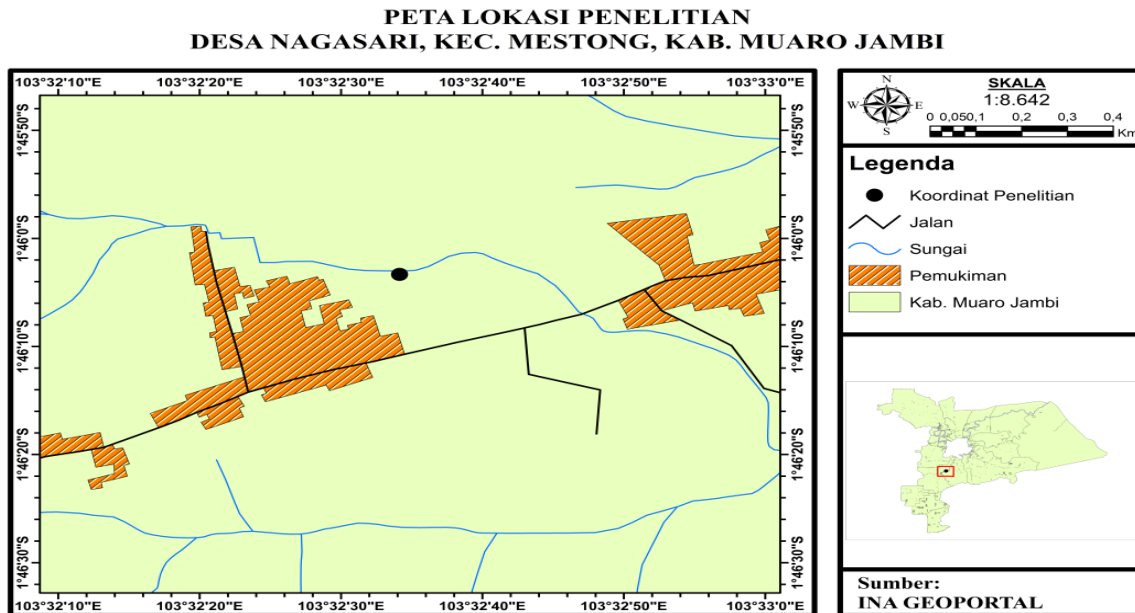 PETA LOKASI PENELITIAN
DESA NAGASARI, KEC. MESTONG, KAB. MUARO JAMBI
103°32'10"E 103°32'20"E 103°32'30"E 103°32'40"E 103°32'50"E 103°33'0"E
1°45'50"S 1°45'50"S
1°46'0"S 1°46'0"S
1°46'10"S 1°46'10"S
1°46'20"S 1°46'20"S
1°46'30"S 1°46'30"S
103°32'10"E 103°32'20"E 103°32'30"E 103°32'40"E 103°32'50"E 103°33'0"E
N
W E
S
SKALA
1:8.642
0 0,050,1 0,2 0,3 0,4
Km
Legenda
Koordinat Penelitian
Jalan
Sungai
Pemukiman
Kab. Muaro Jambi
Sumber:
INA GEOPORTAL